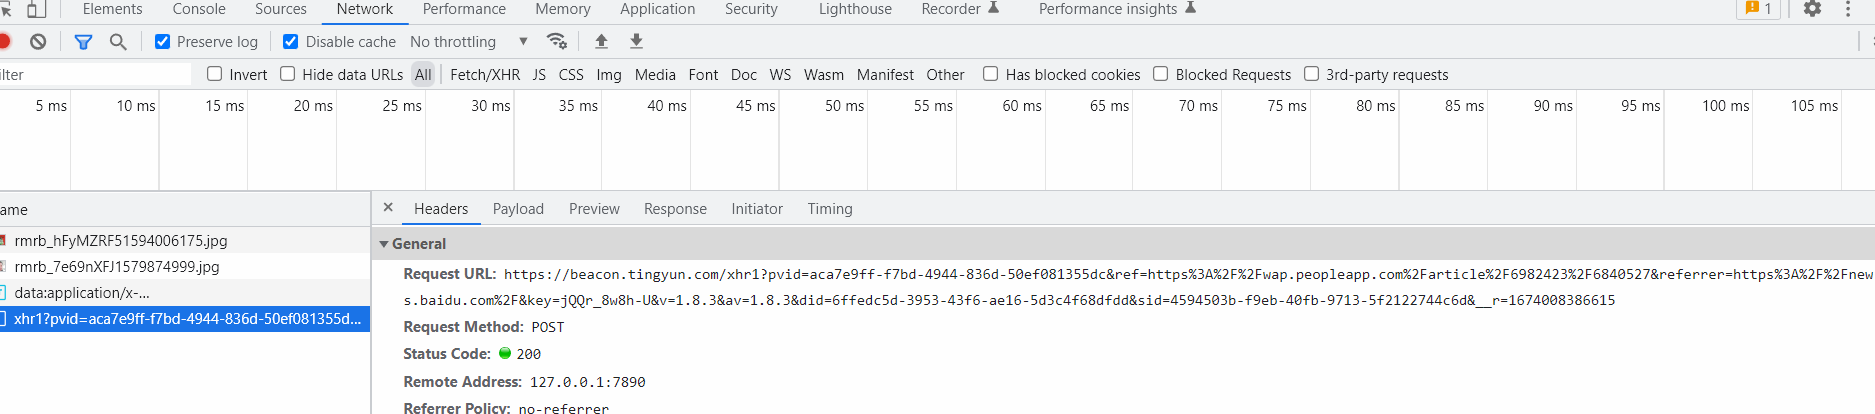 Elements Console Sources Network Performance Memory Application Security Lighthouse Recorder Performance insights 1
Preserve log Disable cache No throttling
ilter Invert Hide data URLs All Fetch/XHR JS CSS Img Media Font Doc WS Wasm Manifest Other Has blocked cookies Blocked Requests 3rd-party requests
5 ms 10 ms 15 ms 20 ms 25 ms 30 ms 35 ms 40 ms 45 ms 50 ms 55 ms 60 ms 65 ms 70 ms 75 ms 80 ms 85 ms 90 ms 95 ms 100 ms 105 ms
ame
rmrb_hFyMZRF51594006175.jpg
rmrb_7e69nXFJ1579874999.jpg
data:application/x-...
xhr1?pvid=aca7e9ff-f7bd-4944-836d-50ef081355d...
× Headers Payload Preview Response Initiator Timing
General
Request URL: https://beacon.tingyun.com/xhr1?pvid=aca7e9ff-f7bd-4944-836d-50ef081355dc&ref=https%3A%2F%2Fwap.peopleapp.com%2Farticle%2F6982423%2F6840527&referrer=https%3A%2F%2Fnew
s.baidu.com%2F&key=jQQr_8w8h-U&v=1.8.3&av=1.8.3&did=6ffedc5d-3953-43f6-ae16-5d3c4f68dfdd&sid=4594503b-f9eb-40fb-9713-5f2122744c6d&__r=1674008386615
Request Method: POST
Status Code: 200
Remote Address: 127.0.0.1:7890
Referrer Policy: no-referrer